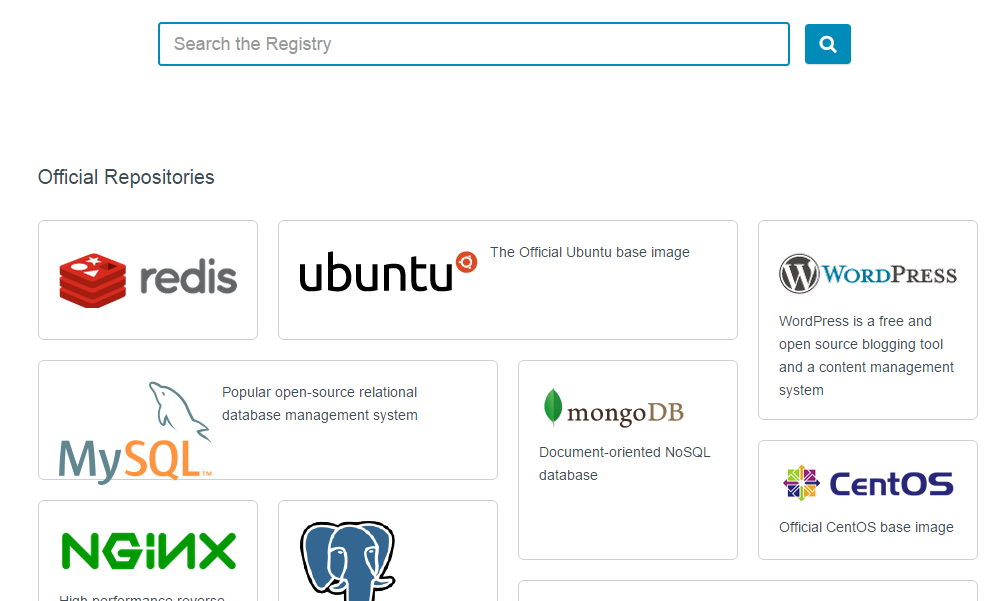 Search the Registry
Official Repositories
redis
ubuntu
The Official Ubuntu base image
WORDPRESS
WordPress is a free and
open source blogging tool
and a content management
system
MySQL™
Popular open-source relational
database management system
mongoDB
Document-oriented NoSQL
database
CentOS
Official CentOS base image
NGiNX
High performance reverse